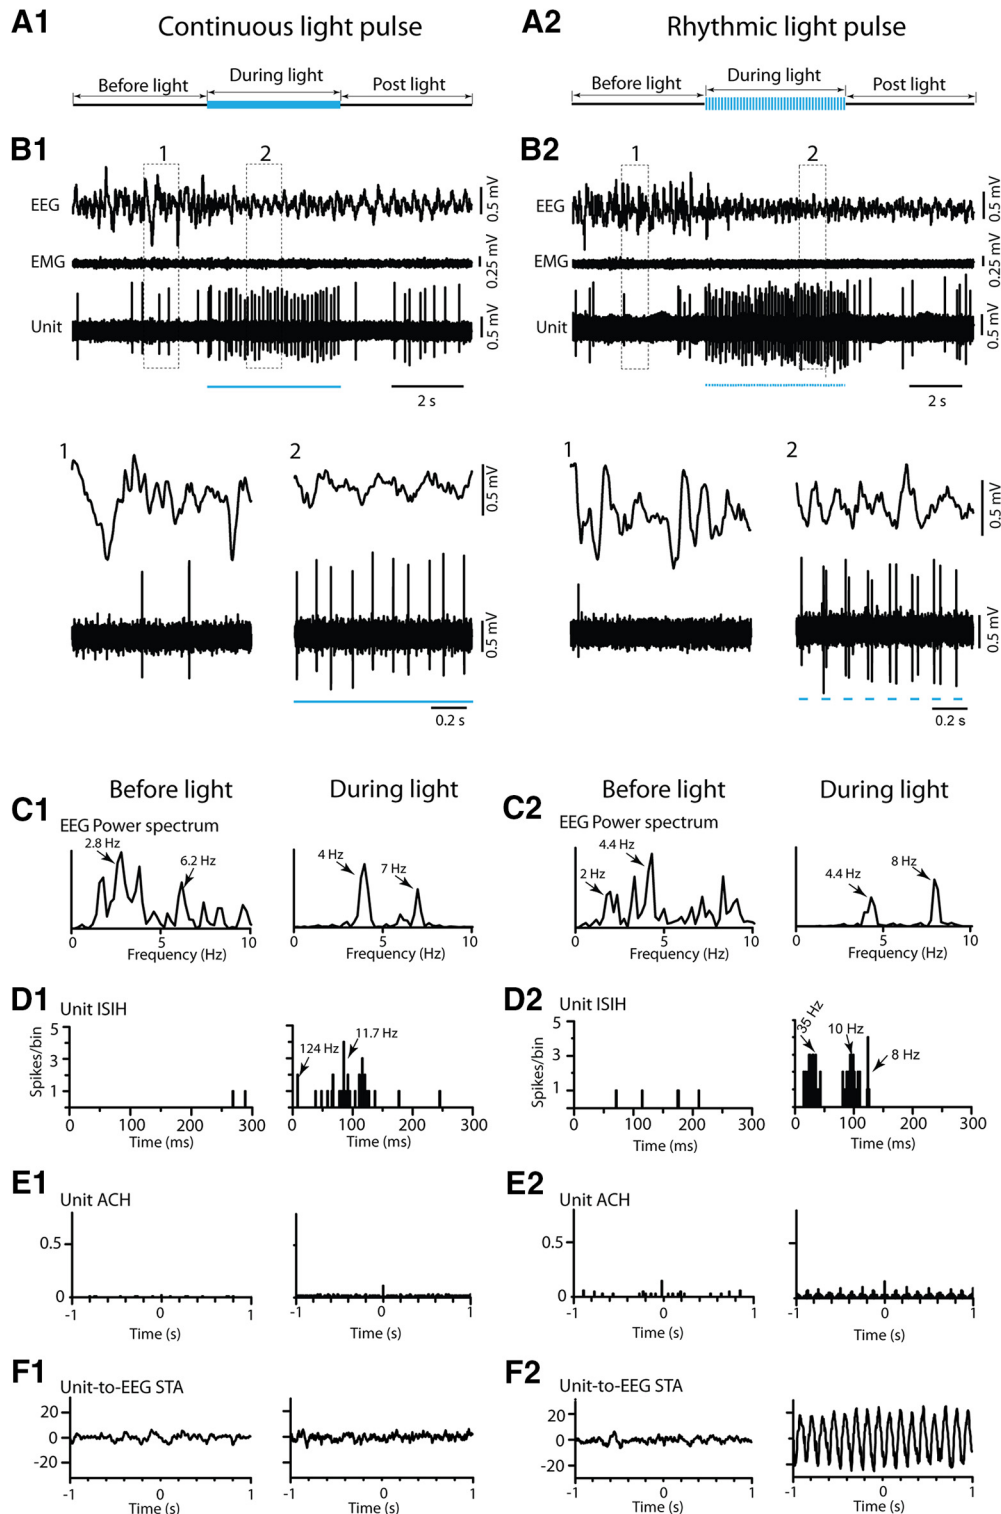 A1 Continuous light pulse
Before light During light Post light
B1
1 2
EEG
0.5 mV
EMG
0.25 mV
Unit
0.5 mV
2 s
1 2
0.5 mV
0.5 mV
0.2 s
Before light During light
C1
EEG Power spectrum
2.8 Hz 6.2 Hz 4 Hz 7 Hz
0 5 10 0 5 10
Frequency (Hz) Frequency (Hz)
D1 Unit ISIH
Spikes/bin
5
3
1
124 Hz 11.7 Hz
0 100 200 300 0 100 200 300
Time (ms) Time (ms)
E1 Unit ACH
0.5
0
-1 0 1 -1 0 1
Time (s) Time (s)
F1 Unit-to-EEG STA
20
0
-20
-1 0 1 -1 0 1
Time (s) Time (s)
A2 Rhythmic light pulse
Before light During light Post light
B2
1 2
EEG
0.5 mV
EMG
0.25 mV
Unit
0.5 mV
2 s
1 2
0.5 mV
0.5 mV
0.2 s
Before light During light
C2
EEG Power spectrum
2 Hz 4.4 Hz 4.4 Hz 8 Hz
0 5 10 0 5 10
Frequency (Hz) Frequency (Hz)
D2 Unit ISIH
Spikes/bin
5
3
1
35 Hz 10 Hz 8 Hz
0 100 200 300 0 100 200 300
Time (ms) Time (ms)
E2 Unit ACH
0.5
0
-1 0 1 -1 0 1
Time (s) Time (s)
F2 Unit-to-EEG STA
20
0
-20
-1 0 1 -1 0 1
Time (s) Time (s)